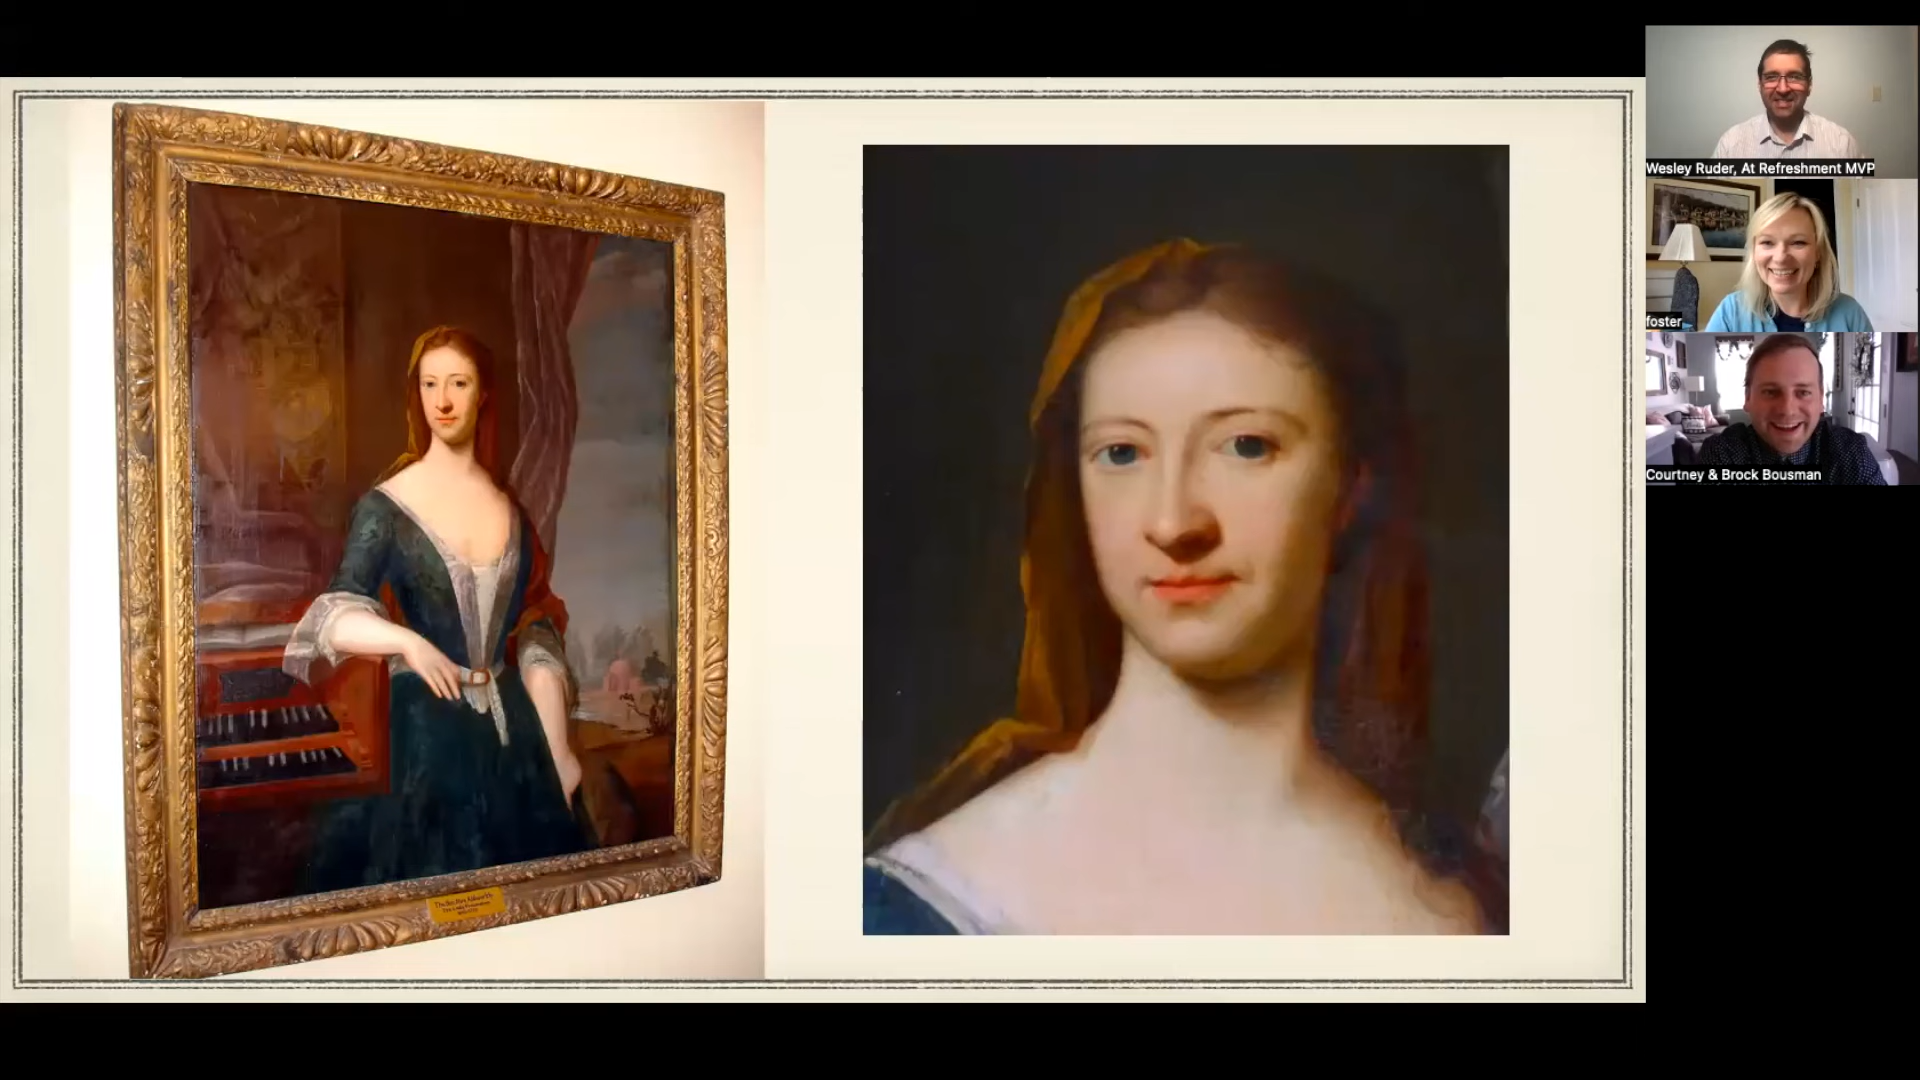 Wesley Ruder, At Refreshment MVP
foster
Courtney & Brock Bousman